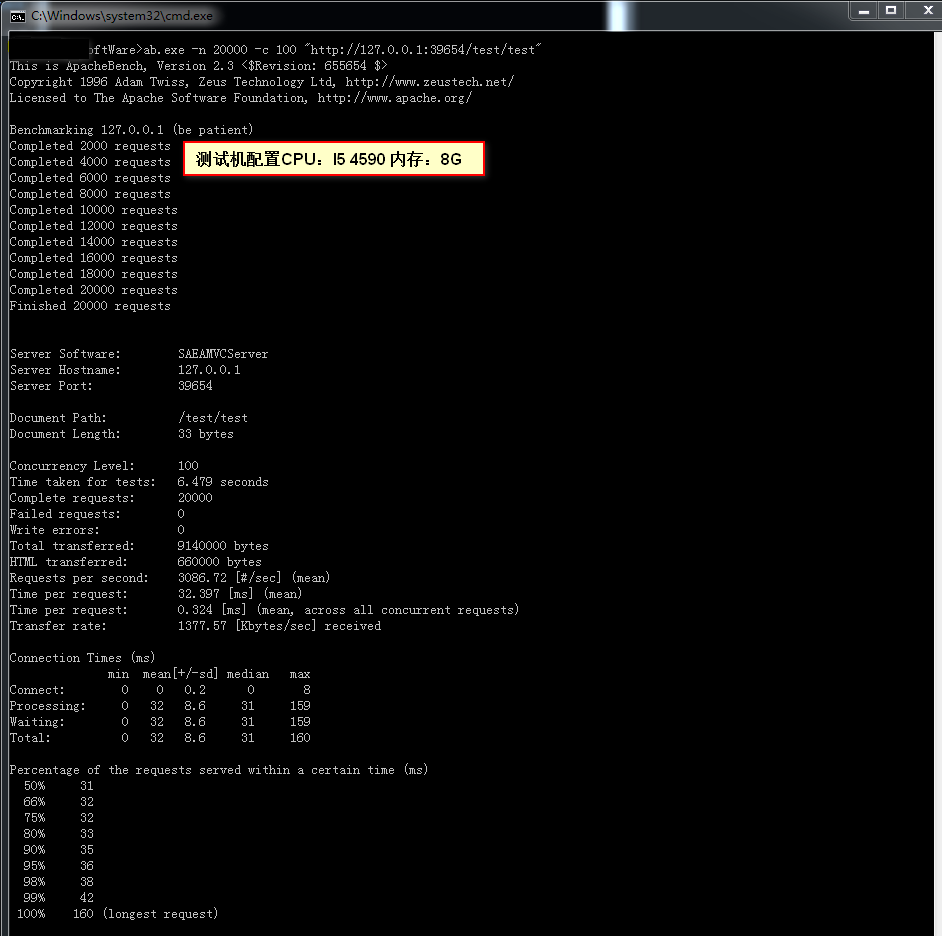 C:\Windows\system32\cmd.exe
oftWare>ab.exe -n 20000 -c 100 "http://127.0.0.1:39654/test/test"
This is ApacheBench, Version 2.3 <$Revision: 655654 $>
Copyright 1996 Adam Twiss, Zeus Technology Ltd, http://www.zeustech.net/
Licensed to The Apache Software Foundation, http://www.apache.org/

Benchmarking 127.0.0.1 (be patient)
Completed 2000 requests
测试机配置CPU：I5 4590 内存：8G
Completed 4000 requests
Completed 6000 requests
Completed 8000 requests
Completed 10000 requests
Completed 12000 requests
Completed 14000 requests
Completed 16000 requests
Completed 18000 requests
Completed 20000 requests
Finished 20000 requests

Server Software: SAEAMVCServer
Server Hostname: 127.0.0.1
Server Port: 39654

Document Path: /test/test
Document Length: 33 bytes

Concurrency Level: 100
Time taken for tests: 6.479 seconds
Complete requests: 20000
Failed requests: 0
Write errors: 0
Total transferred: 9140000 bytes
HTML transferred: 660000 bytes
Requests per second: 3086.72 [#/sec] (mean)
Time per request: 32.397 [ms] (mean)
Time per request: 0.324 [ms] (mean, across all concurrent requests)
Transfer rate: 1377.57 [Kbytes/sec] received

Connection Times (ms)
min mean[+/-sd] median max
Connect: 0 0 0.2 0 8
Processing: 0 32 8.6 31 159
Waiting: 0 32 8.6 31 159
Total: 0 32 8.6 31 160

Percentage of the requests served within a certain time (ms)
50% 31
66% 32
75% 32
80% 33
90% 35
95% 36
98% 38
99% 42
100% 160 (longest request)